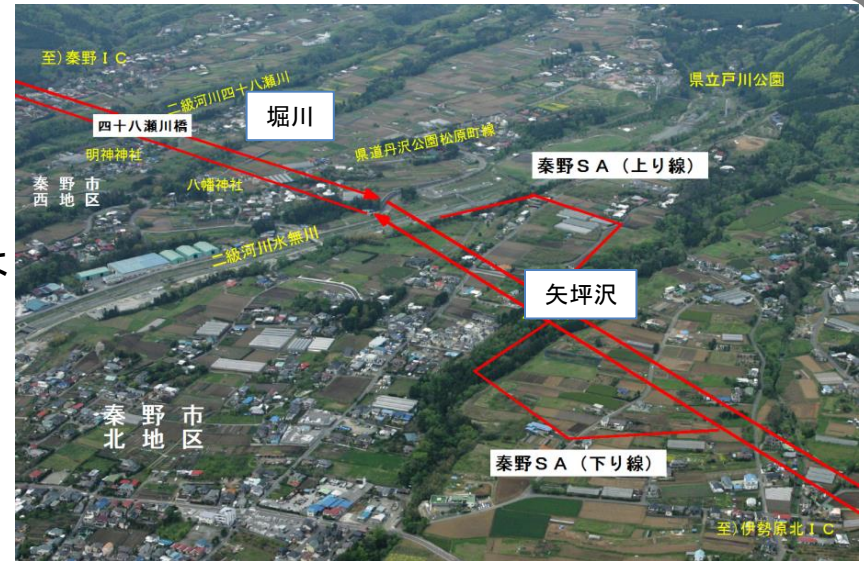 至)秦野ＩＣ
二級河川四十八瀬川
県立戸川公園
堀川
四十八瀬川橋
県道丹沢公園松原町線
明神神社
秦野ＳＡ（上り線）
秦野市
西地区
八幡神社
二級河川水無川
よ
矢坪沢
秦野市
北地区
秦野ＳＡ（下り線）
至)伊勢原北ＩＣ